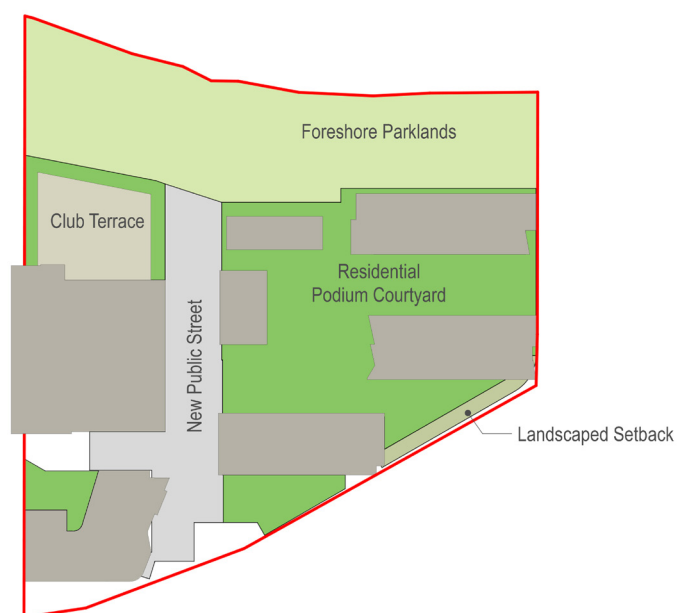 Foreshore Parklands
Club Terrace
New Public Street
Residential
Podium Courtyard
Landscaped Setback